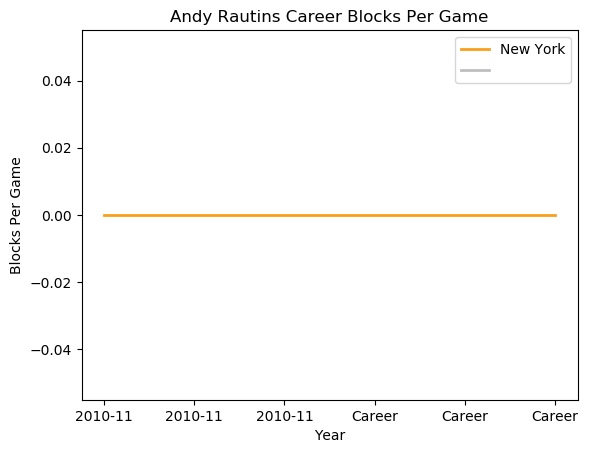 Andy Rautins Career Blocks Per Game
New York
Blocks Per Game
0.04
0.02
0.00
−0.02
−0.04
2010-11 2010-11 2010-11 Career Career Career
Year